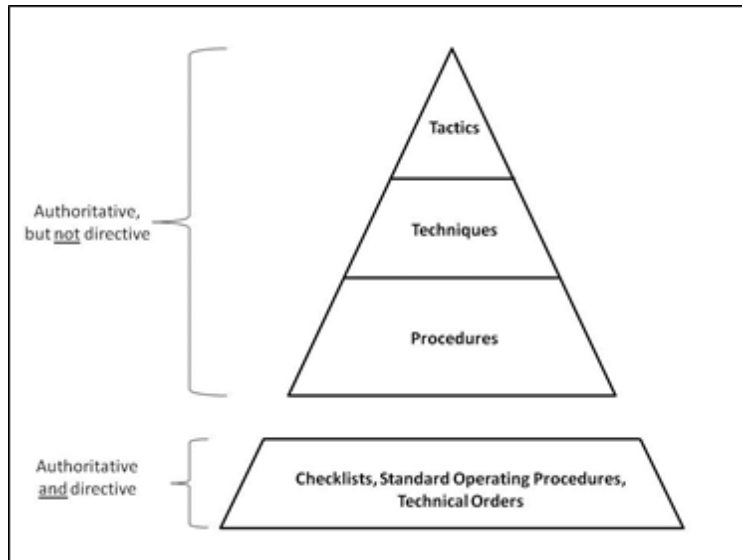 Tactics
Authoritative,
but not directive
Techniques
Procedures
Authoritative
and directive
Checklists, Standard Operating Procedures,
Technical Orders